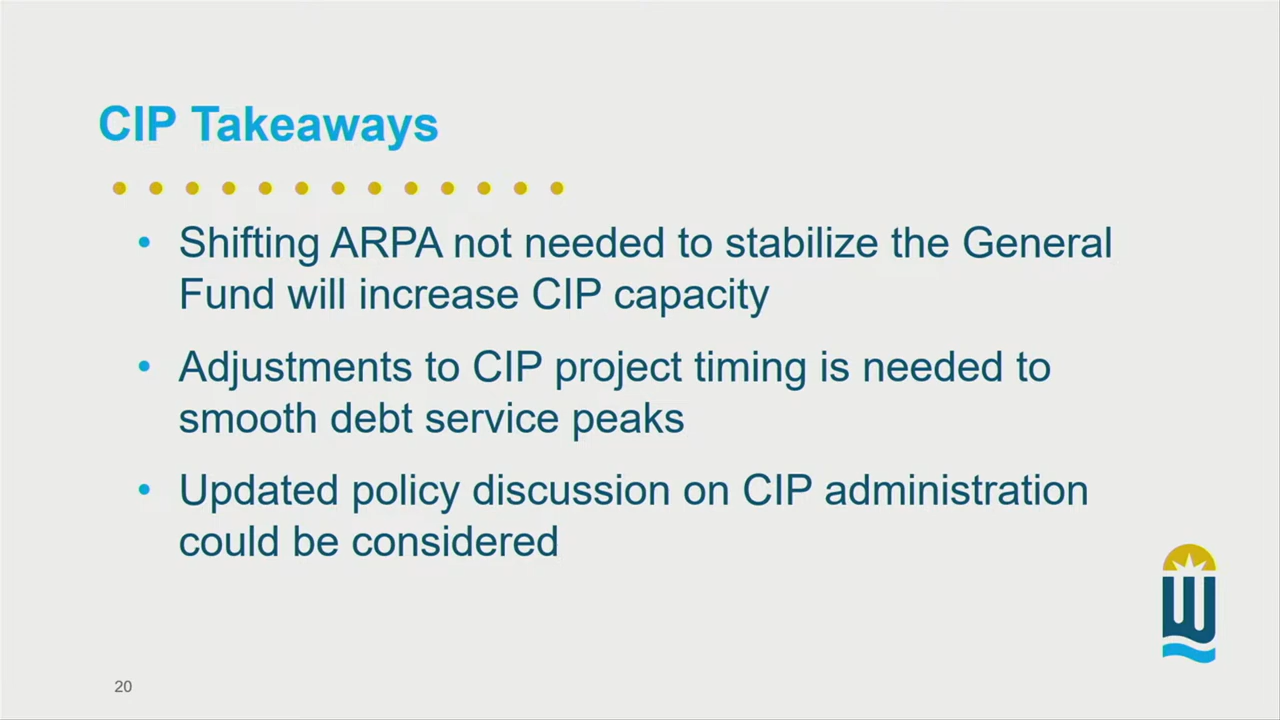 CIP Takeaways
• Shifting ARPA not needed to stabilize the General
Fund will increase CIP capacity
• Adjustments to CIP project timing is needed to
smooth debt service peaks
• Updated policy discussion on CIP administration
could be considered
W
20